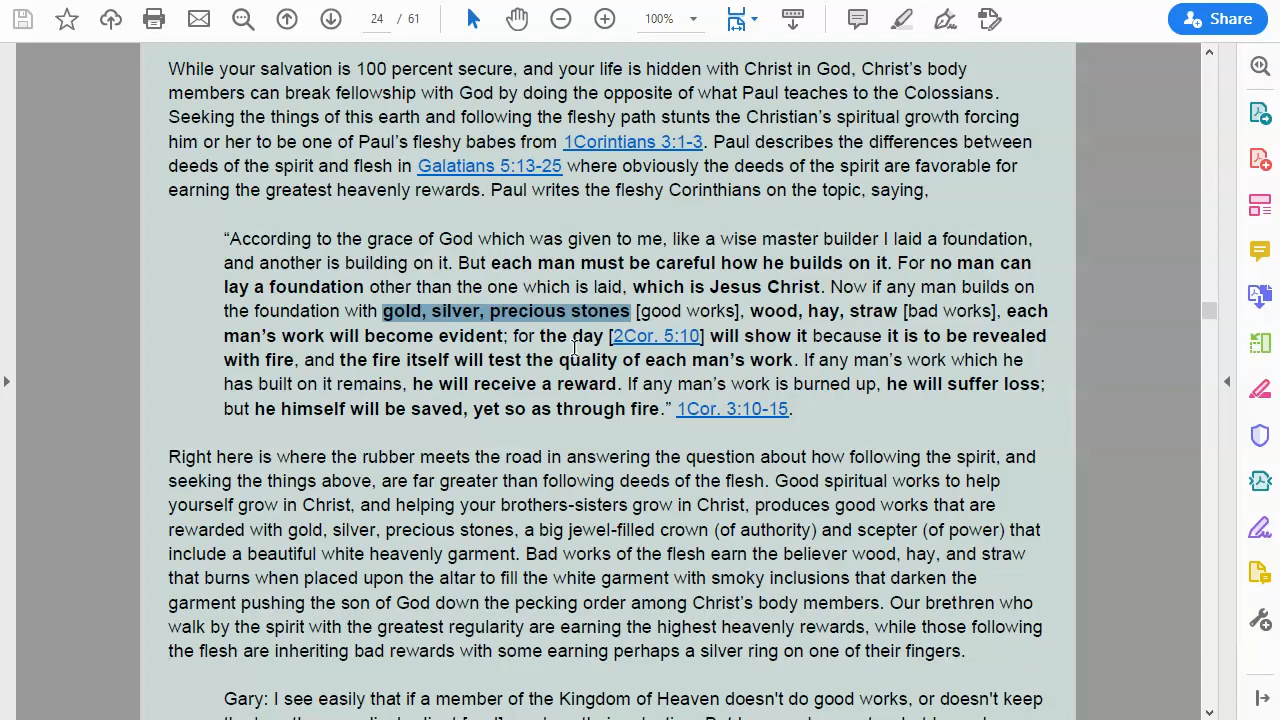 24 / 61
100%
Share
While your salvation is 100 percent secure, and your life is hidden with Christ in God, Christ’s body
members can break fellowship with God by doing the opposite of what Paul teaches to the Colossians.
Seeking the things of this earth and following the fleshy path stunts the Christian’s spiritual growth forcing
him or her to be one of Paul’s fleshy babes from 1Corinthians 3:1-3. Paul describes the differences between
deeds of the spirit and flesh in Galatians 5:13-25 where obviously the deeds of the spirit are favorable for
earning the greatest heavenly rewards. Paul writes the fleshy Corinthians on the topic, saying,
“According to the grace of God which was given to me, like a wise master builder I laid a foundation,
and another is building on it. But each man must be careful how he builds on it. For no man can
lay a foundation other than the one which is laid, which is Jesus Christ. Now if any man builds on
the foundation with gold, silver, precious stones [good works], wood, hay, straw [bad works], each
man’s work will become evident; for the day [2Cor. 5:10] will show it because it is to be revealed
with fire, and the fire itself will test the quality of each man’s work. If any man’s work which he
has built on it remains, he will receive a reward. If any man’s work is burned up, he will suffer loss;
but he himself will be saved, yet so as through fire.” 1Cor. 3:10-15.
Right here is where the rubber meets the road in answering the question about how following the spirit, and
seeking the things above, are far greater than following deeds of the flesh. Good spiritual works to help
yourself grow in Christ, and helping your brothers-sisters grow in Christ, produces good works that are
rewarded with gold, silver, precious stones, a big jewel-filled crown (of authority) and scepter (of power) that
include a beautiful white heavenly garment. Bad works of the flesh earn the believer wood, hay, and straw
that burns when placed upon the altar to fill the white garment with smoky inclusions that darken the
garment pushing the son of God down the pecking order among Christ’s body members. Our brethren who
walk by the spirit with the greatest regularity are earning the highest heavenly rewards, while those following
the flesh are inheriting bad rewards with some earning perhaps a silver ring on one of their fingers.
Gary: I see easily that if a member of the Kingdom of Heaven doesn't do good works, or doesn't keep